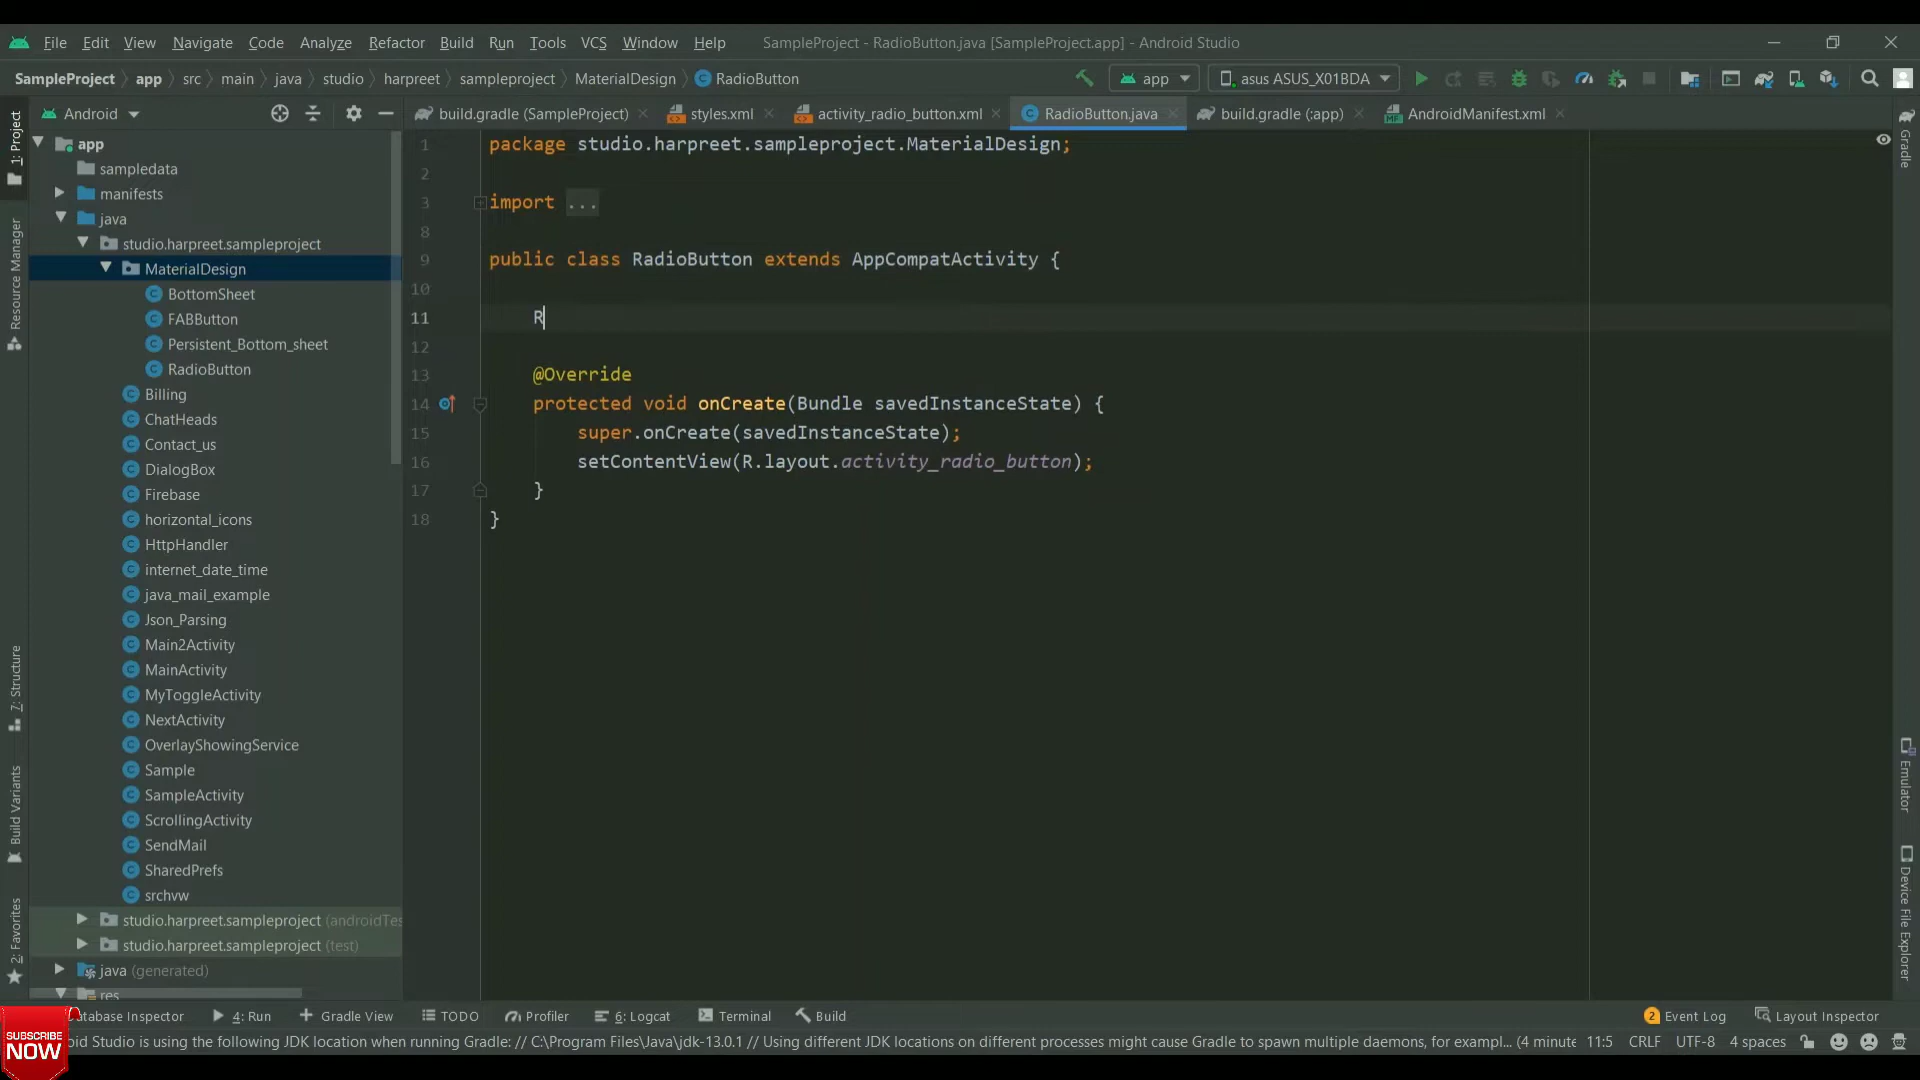 File Edit View Navigate Code Analyze Refactor Build Run Tools VCS Window Help SampleProject - RadioButton.java [SampleProject.app] - Android Studio
SampleProject app src main java studio harpreet sampleproject MaterialDesign RadioButton app asus ASUS_X01BDA
Android build.gradle (SampleProject) styles.xml activity_radio_button.xml RadioButton.java build.gradle (:app) AndroidManifest.xml
1: Project
Resource Manager
7: Structure
Build Variants
2: Favorites
app
sampledata
manifests
java
studio.harpreet.sampleproject
MaterialDesign
BottomSheet
FABButton
Persistent_Bottom_sheet
RadioButton
Billing
ChatHeads
Contact_us
DialogBox
Firebase
horizontal_icons
HttpHandler
internet_date_time
java_mail_example
Json_Parsing
Main2Activity
MainActivity
MyToggleActivity
NextActivity
OverlayShowingService
Sample
SampleActivity
ScrollingActivity
SendMail
SharedPrefs
srchvw
studio.harpreet.sampleproject (androidTes
studio.harpreet.sampleproject (test)
java (generated)
res
1 package studio.harpreet.sampleproject.MaterialDesign;
2
3 import ...
8
9 public class RadioButton extends AppCompatActivity {
10
11 R
12
13 @Override
14 protected void onCreate(Bundle savedInstanceState) {
15 super.onCreate(savedInstanceState);
16 setContentView(R.layout.activity_radio_button);
17 }
18 }
Gradle
Emulator
Device File Explorer
atabase Inspector 4: Run Gradle View TODO Profiler 6: Logcat Terminal Build 2 Event Log Layout Inspector
oid Studio is using the following JDK location when running Gradle: // C:\Program Files\Java\jdk-13.0.1 // Using different JDK locations on different processes might cause Gradle to spawn multiple daemons, for exampl... (4 minute 11:5 CRLF UTF-8 4 spaces
SUBSCRIBE
NOW